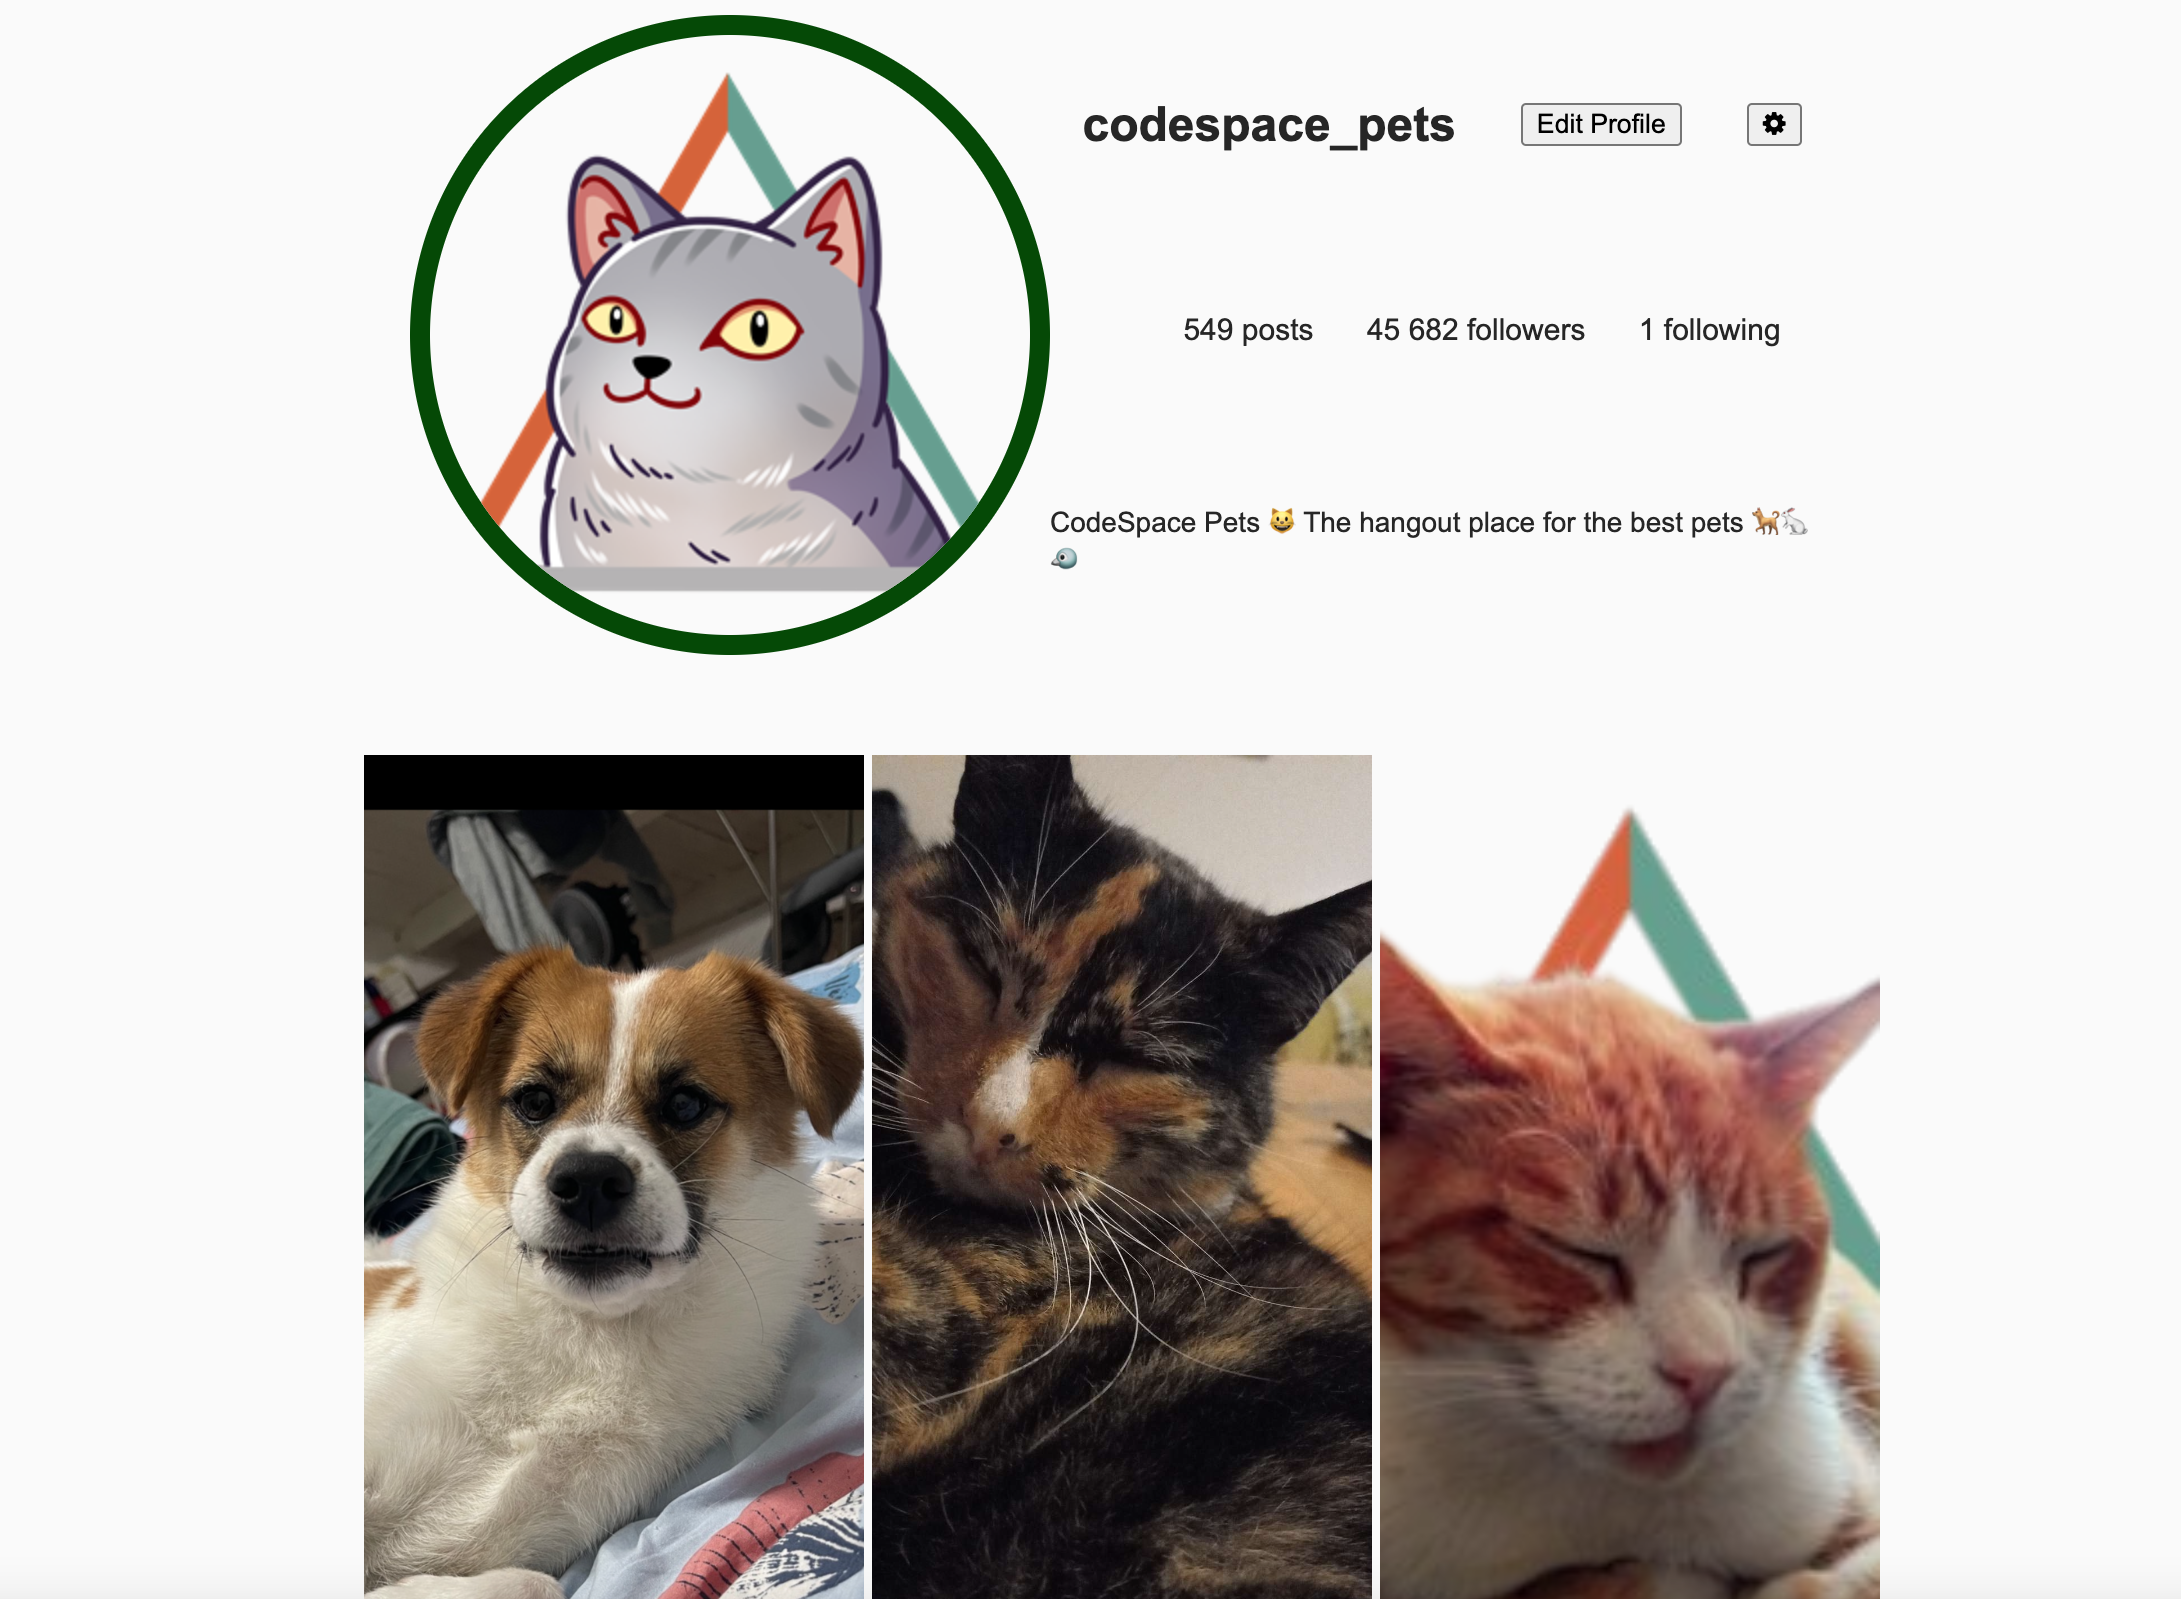 codespace_pets Edit Profile
549 posts 45 682 followers 1 following
CodeSpace Pets 😺 The hangout place for the best pets 🐕🐇
🐦